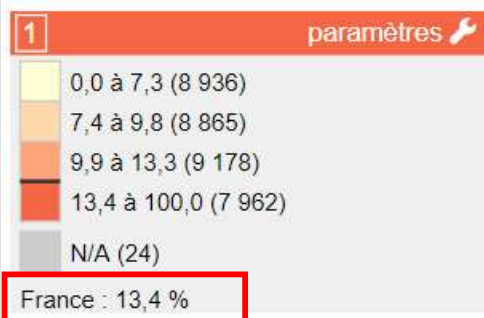 1 paramètres
0,0 à 7,3 (8 936)
7,4 à 9,8 (8 865)
9,9 à 13,3 (9 178)
13,4 à 100,0 (7 962)
N/A (24)
France : 13,4 %